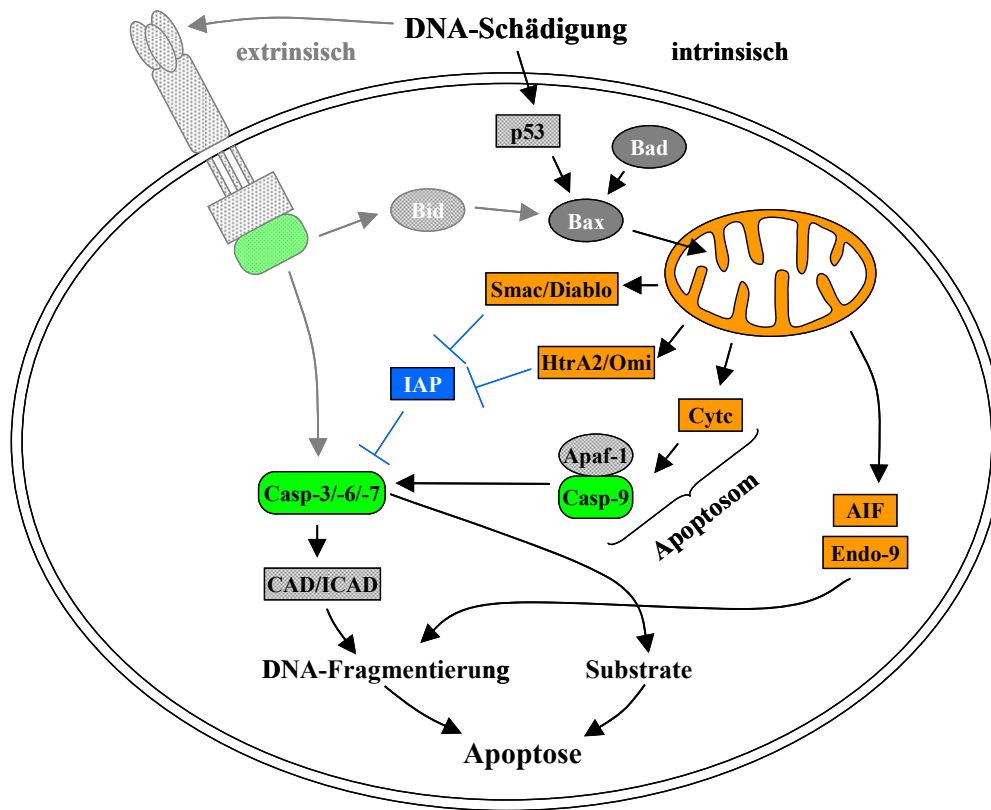 DNA-Schädigung
extrinsisch
intrinsisch
p53
Bad
Bid
Bax
Smac/Diablo
HtrA2/Omi
IAP
Cytc
Apaf-1
Casp-3/-6/-7
Casp-9
Apoptosom
AIF
Endo-9
CAD/ICAD
DNA-Fragmentierung
Substrate
Apoptose